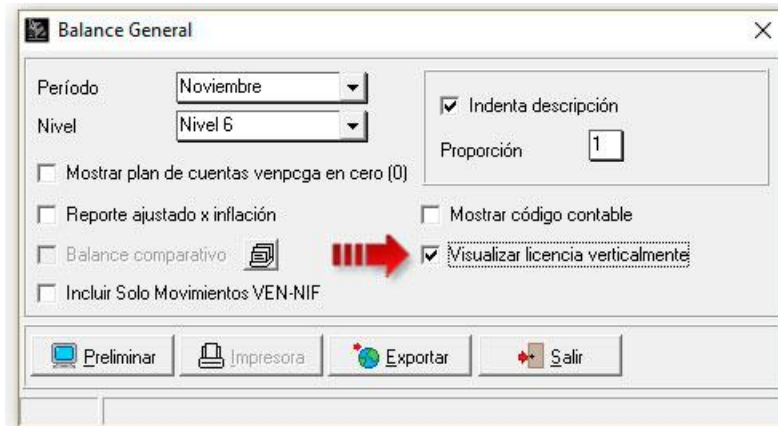 Balance General
Período
Noviembre
Nivel
Nivel 6
Indenta descripción
Proporción
1
Mostrar plan de cuentas venpcga en cero (0)
Reporte ajustado x inflación
Mostrar código contable
Balance comparativo
Visualizar licencia verticalmente
Incluir Solo Movimientos VEN-NIF
Preliminar
Impresora
Exportar
Salir